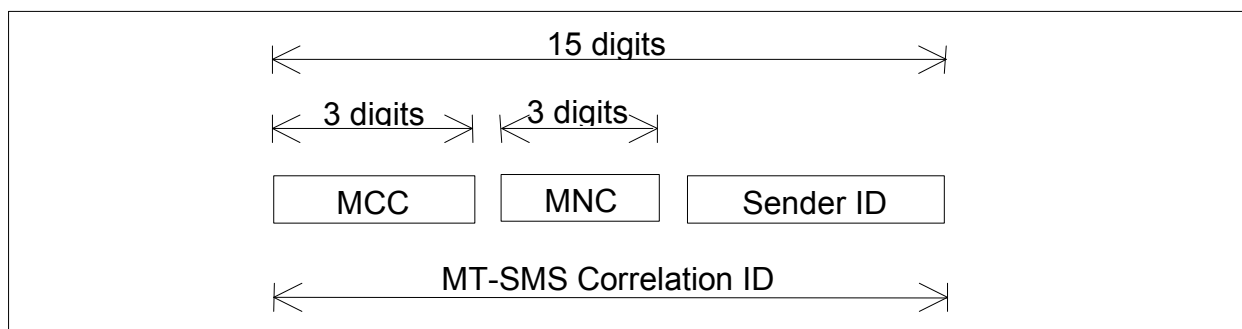 15 digits
3 digits 3 digits
MCC MNC Sender ID
MT-SMS Correlation ID